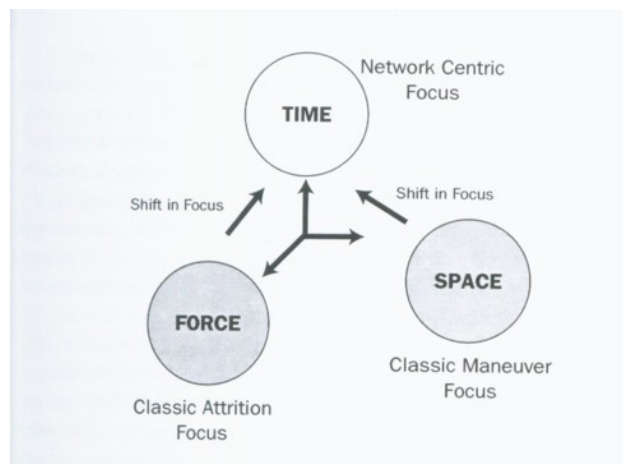 Network Centric
Focus
TIME
Shift in Focus
Shift in Focus
FORCE
SPACE
Classic Attrition
Focus
Classic Maneuver
Focus